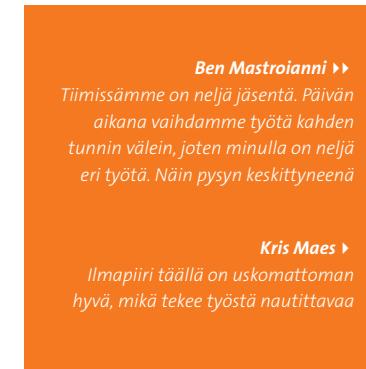 Ben Mastroianni
Tiimissämme on neljä jäsentä. Päivän
aikana vaihdamme työtä kahden
tunnin välein, joten minulla on neljä
eri työtä. Näin pysyn keskittyneenä
Kris Maes
Ilmapiiri täällä on uskomattoman
hyvä, mikä tekee työstä nautittavaa